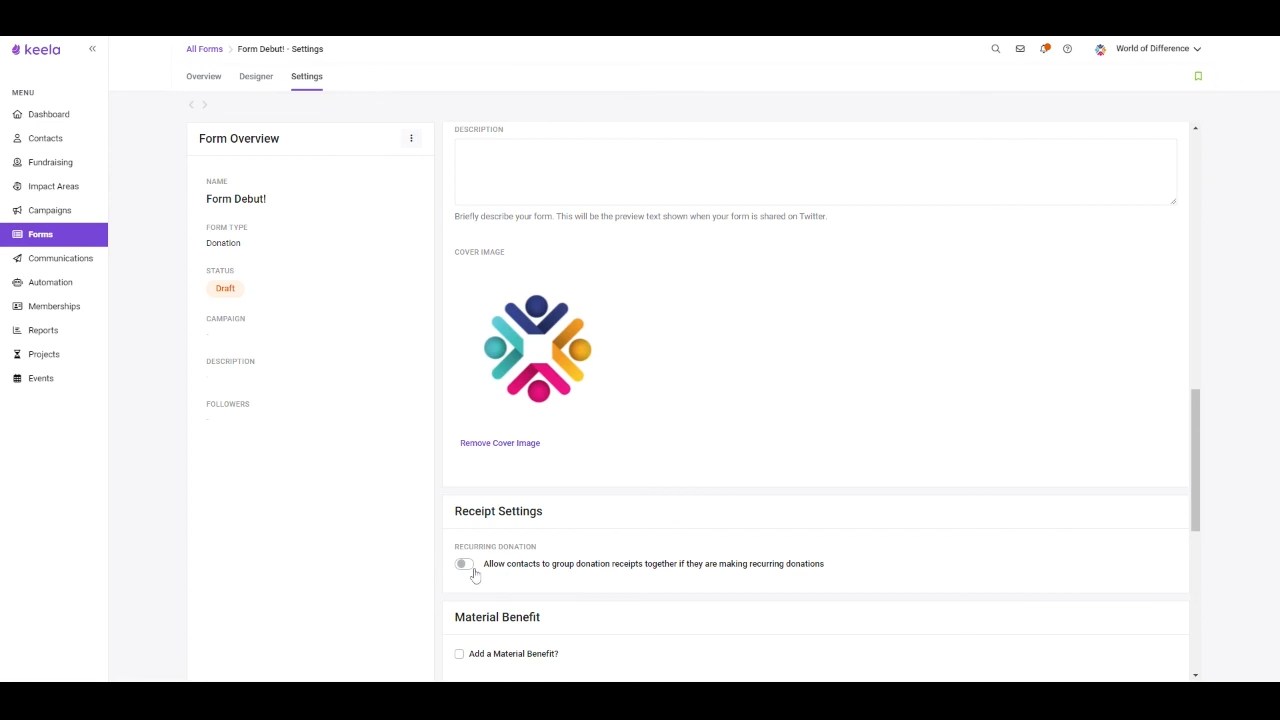 keela
All Forms > Form Debut! - Settings
World of Difference
Overview Designer Settings
MENU
Dashboard
Contacts
Fundraising
Impact Areas
Campaigns
Forms
Communications
Automation
Memberships
Reports
Projects
Events
Form Overview
NAME
Form Debut!
FORM TYPE
Donation
STATUS
Draft
CAMPAIGN
-
DESCRIPTION
-
FOLLOWERS
-
DESCRIPTION
Briefly describe your form. This will be the preview text shown when your form is shared on Twitter.
COVER IMAGE
Remove Cover Image
Receipt Settings
RECURRING DONATION
Allow contacts to group donation receipts together if they are making recurring donations
Material Benefit
Add a Material Benefit?